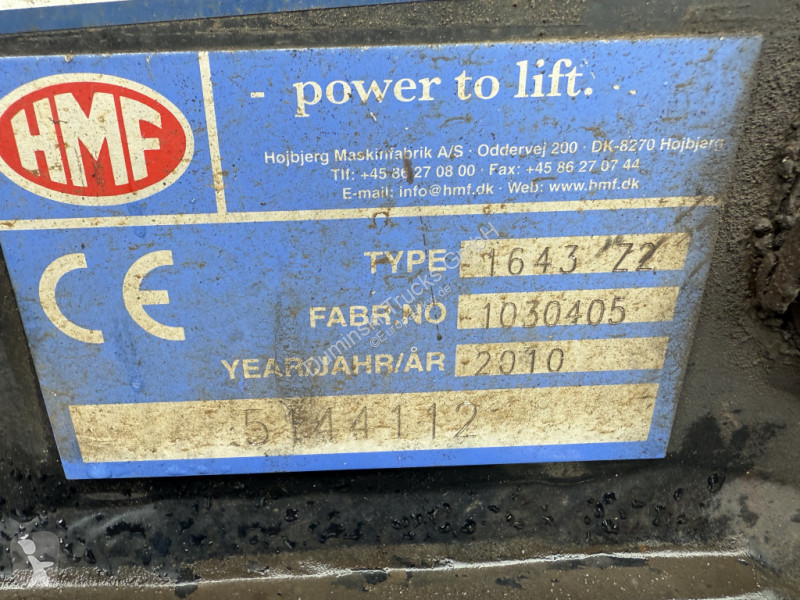 HMF
- power to lift.
Hojbjerg Maskinfabrik A/S · Oddervej 200 · DK-8270 Hojbjerg
Tlf: +45 86 27 08 00 · Fax: +45 86 27 07 44
E-mail: info@hmf.dk · Web: www.hmf.dk
CE
TYPE 1643 Z2
FABR.NO 1030405
YEAR/JAHR/ÅR 2010
5144112